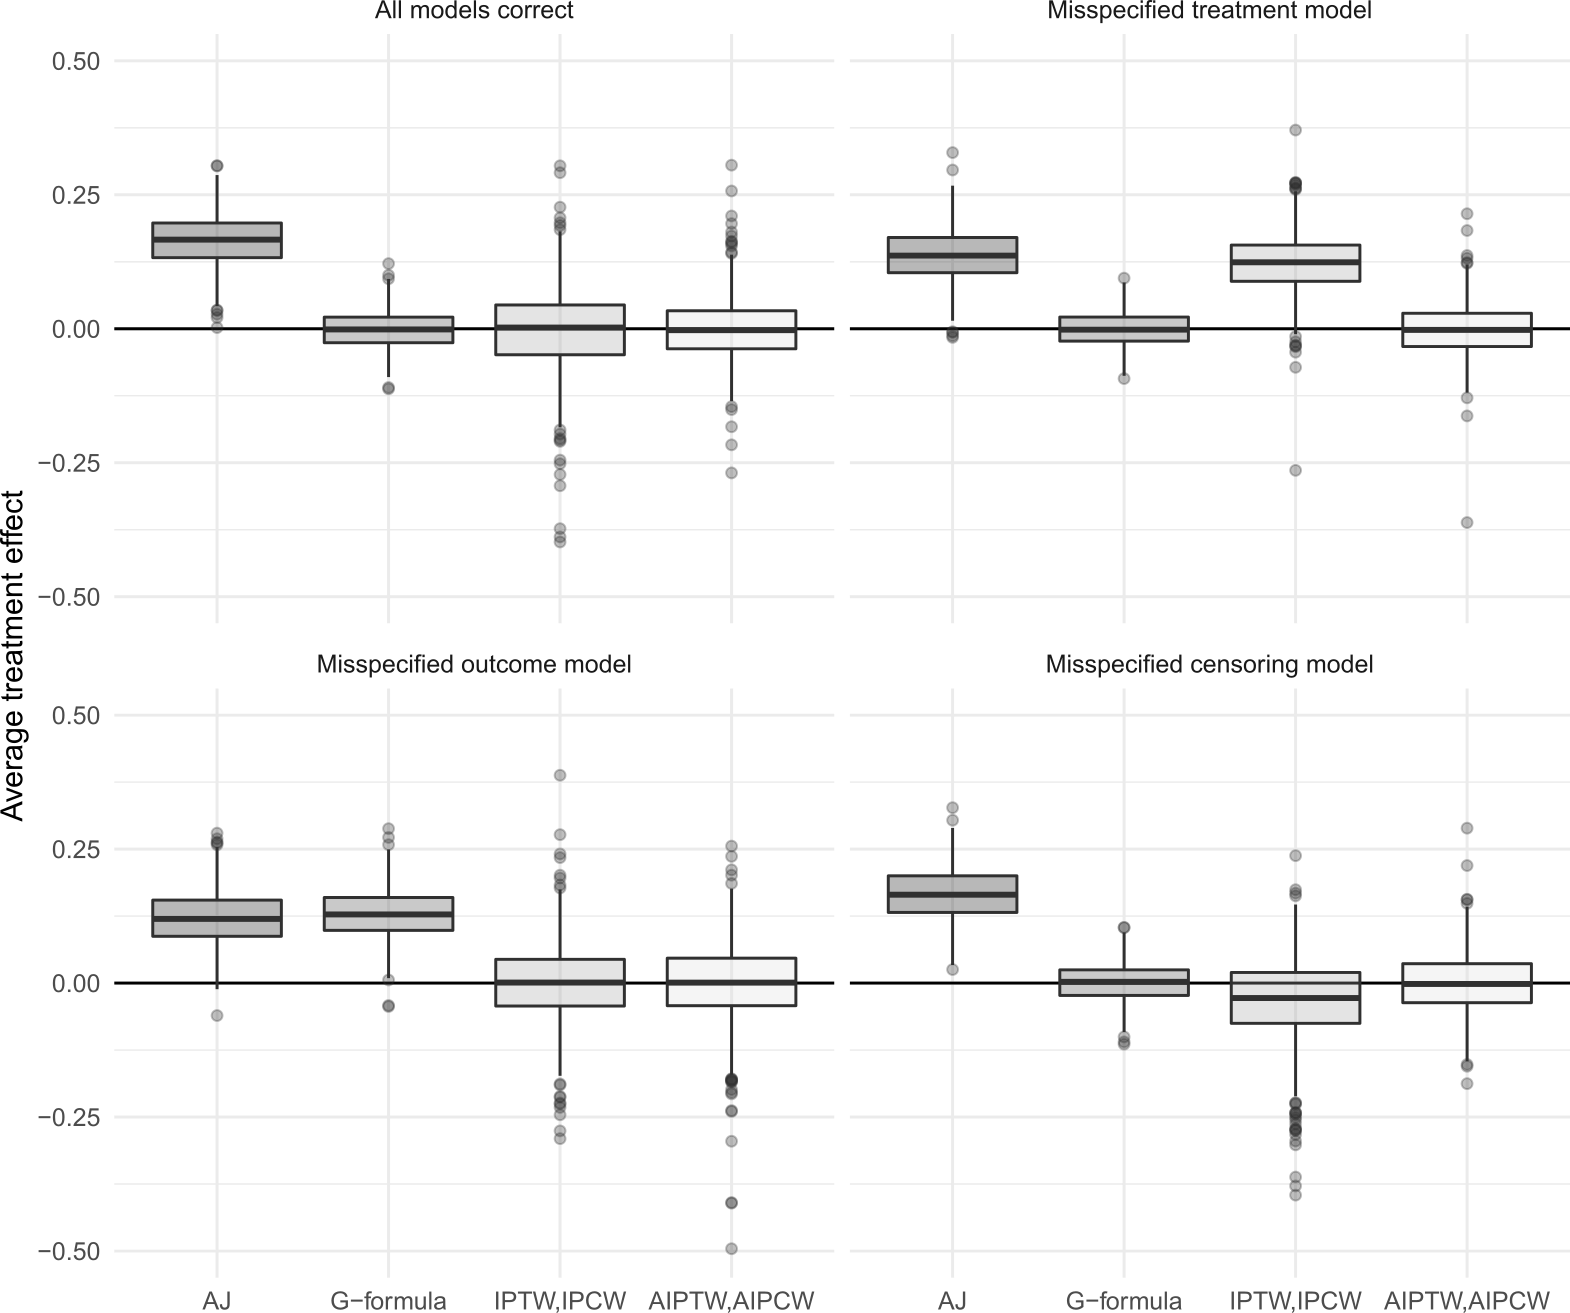 All models correct
Misspecified treatment model
0.50
0.25
0.00
−0.25
−0.50
Average treatment effect
Misspecified outcome model
Misspecified censoring model
0.50
0.25
0.00
−0.25
−0.50
AJ
G−formula
IPTW,IPCW
AIPTW,AIPCW
AJ
G−formula
IPTW,IPCW
AIPTW,AIPCW